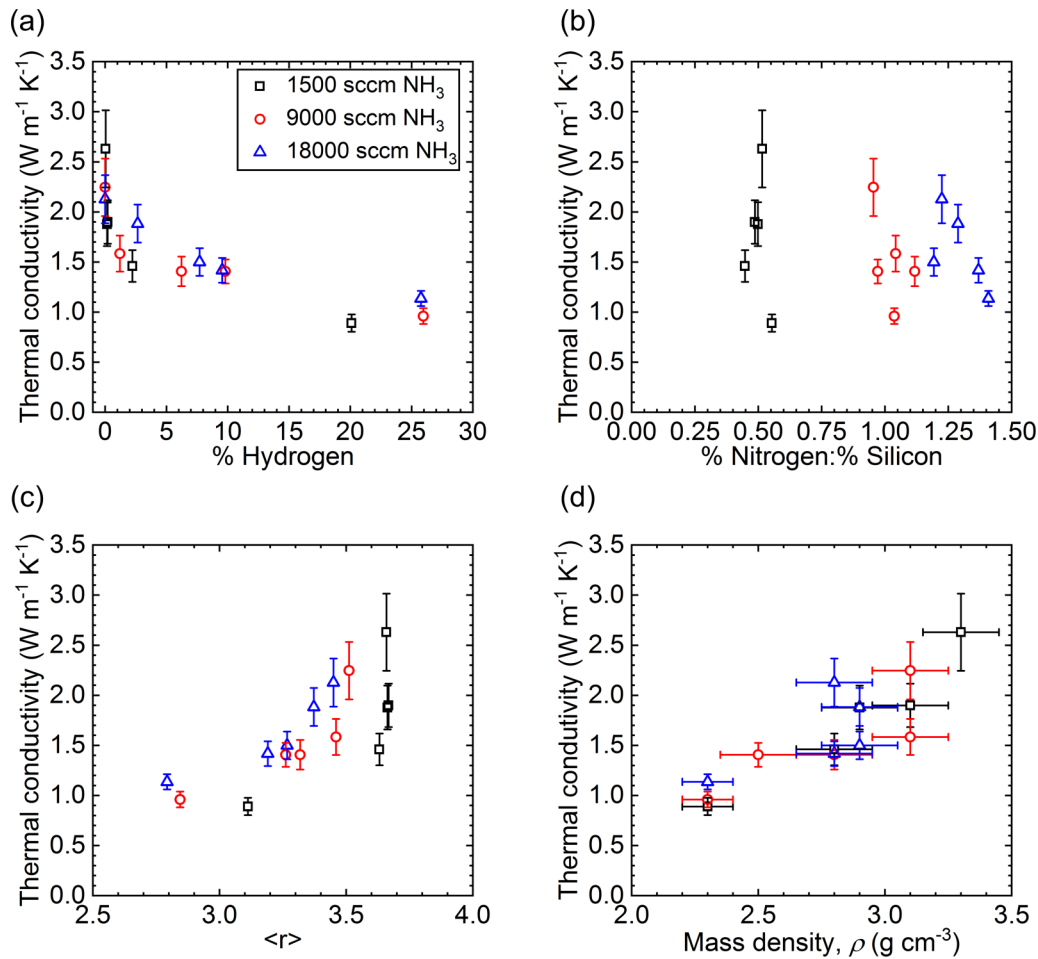 (a)
Thermal conductivity (W m⁻¹ K⁻¹)
3.5
3.0
2.5
2.0
1.5
1.0
0.5
0.0
1500 sccm NH₃
9000 sccm NH₃
18000 sccm NH₃
0 5 10 15 20 25 30
% Hydrogen
(b)
Thermal conductivity (W m⁻¹ K⁻¹)
3.5
3.0
2.5
2.0
1.5
1.0
0.5
0.0
0.00 0.25 0.50 0.75 1.00 1.25 1.50
% Nitrogen:% Silicon
(c)
Thermal conductivity (W m⁻¹ K⁻¹)
3.5
3.0
2.5
2.0
1.5
1.0
0.5
0.0
2.5 3.0 3.5 4.0
<r>
(d)
Thermal conductivity (W m⁻¹ K⁻¹)
3.5
3.0
2.5
2.0
1.5
1.0
0.5
0.0
2.0 2.5 3.0 3.5
Mass density, ρ (g cm⁻³)